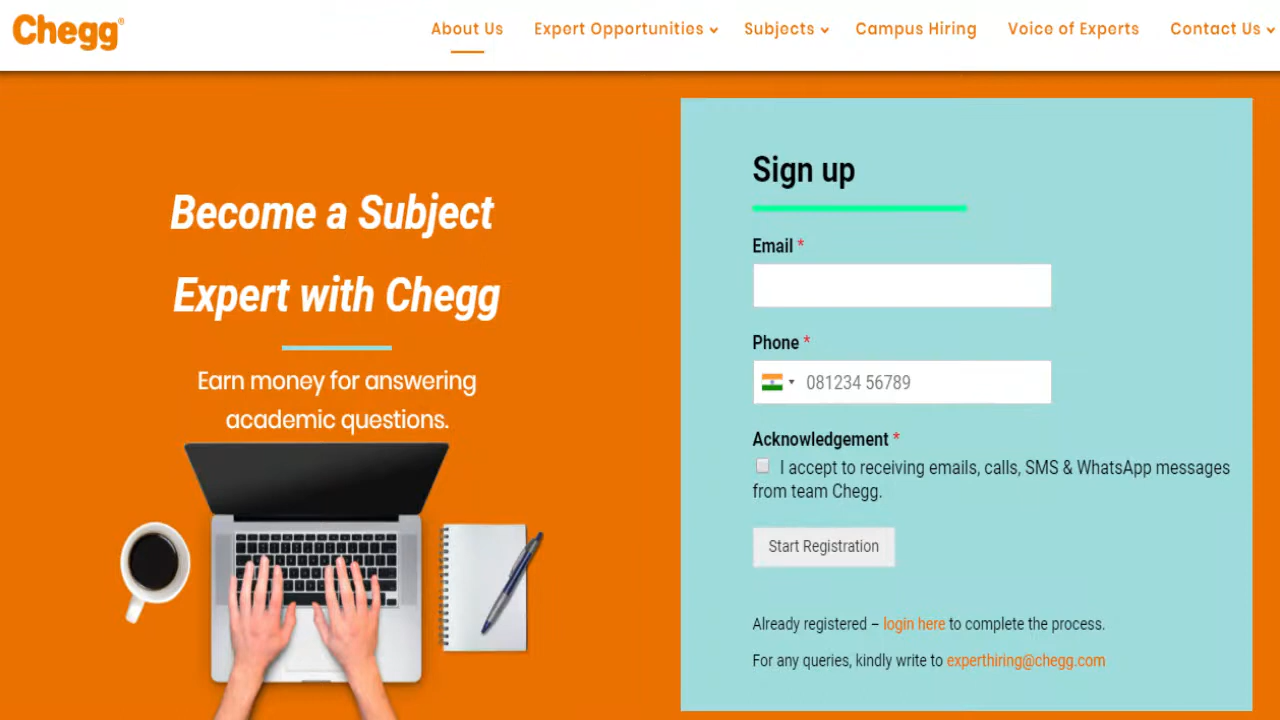 Chegg®
About Us Expert Opportunities Subjects Campus Hiring Voice of Experts Contact Us
Become a Subject
Expert with Chegg
Earn money for answering
academic questions.
Sign up
Email *
Phone *
081234 56789
Acknowledgement *
I accept to receiving emails, calls, SMS & WhatsApp messages
from team Chegg.
Start Registration
Already registered – login here to complete the process.
For any queries, kindly write to experthiring@chegg.com